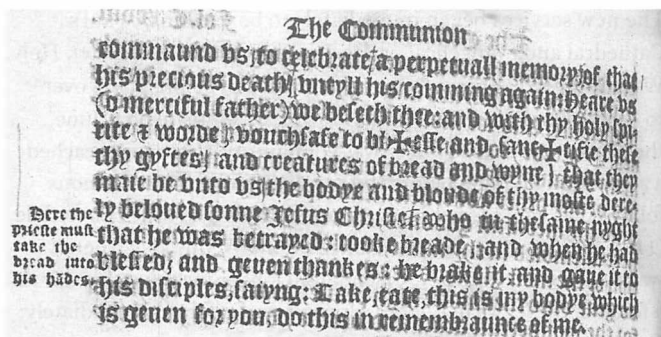 The Communion
commaund vs, to celebrate, a perpetuall memory, of that
his precious death, vntyll his comming again: Heare vs
(o merciful father) we besech thee: and with thy holy spi-
rite & worde, vouchsafe to bl✠esse and sanc✠tifie these
thy gyftes, and creatures of bread and wyne, that they
maie be vnto vs the bodye and bloude of thy moste dere-
ly beloued sonne Jesus Christe. Who in thesame nyght
that he was betrayed: tooke breade, and when he had
blessed, and geuen thankes: he brake it, and gaue it to
his disciples, saiyng: Take, eate, this is my bodye which
is geuen for you, do this in remembraunce of me.
Here the
prieste must
take the
bread into
his hādes.